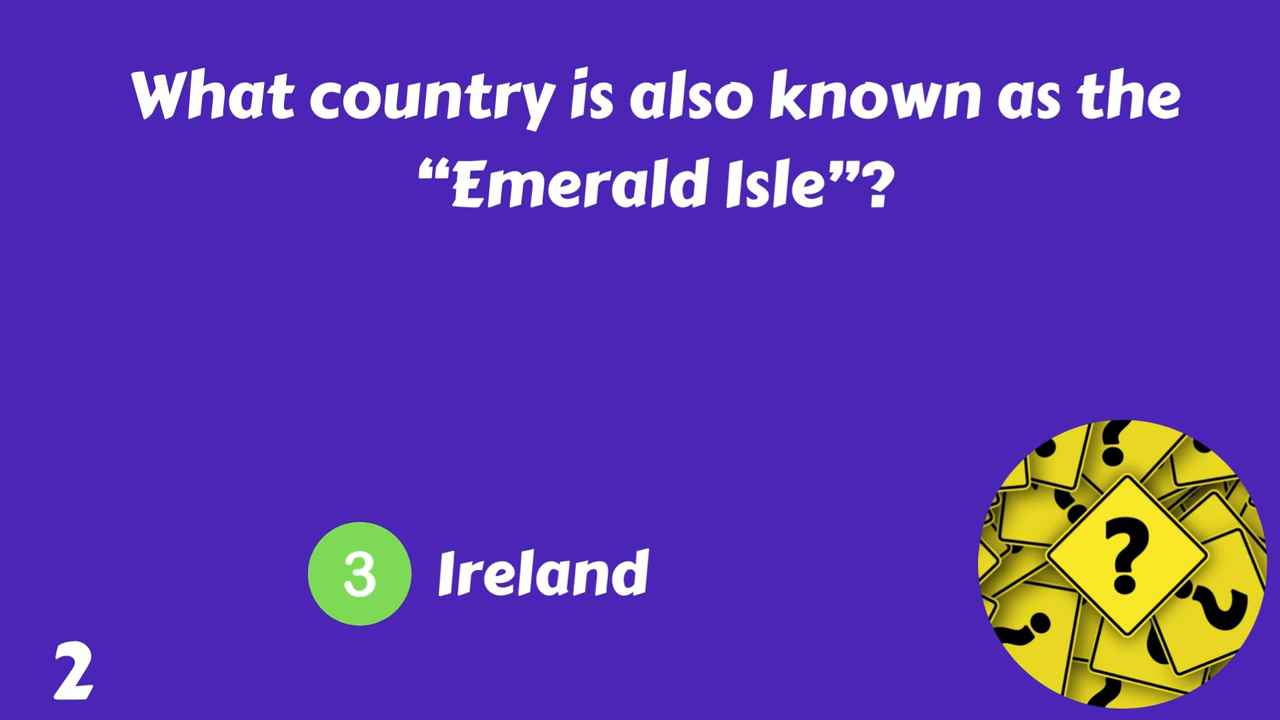 What country is also known as the
“Emerald Isle”?
3 Ireland
2
?